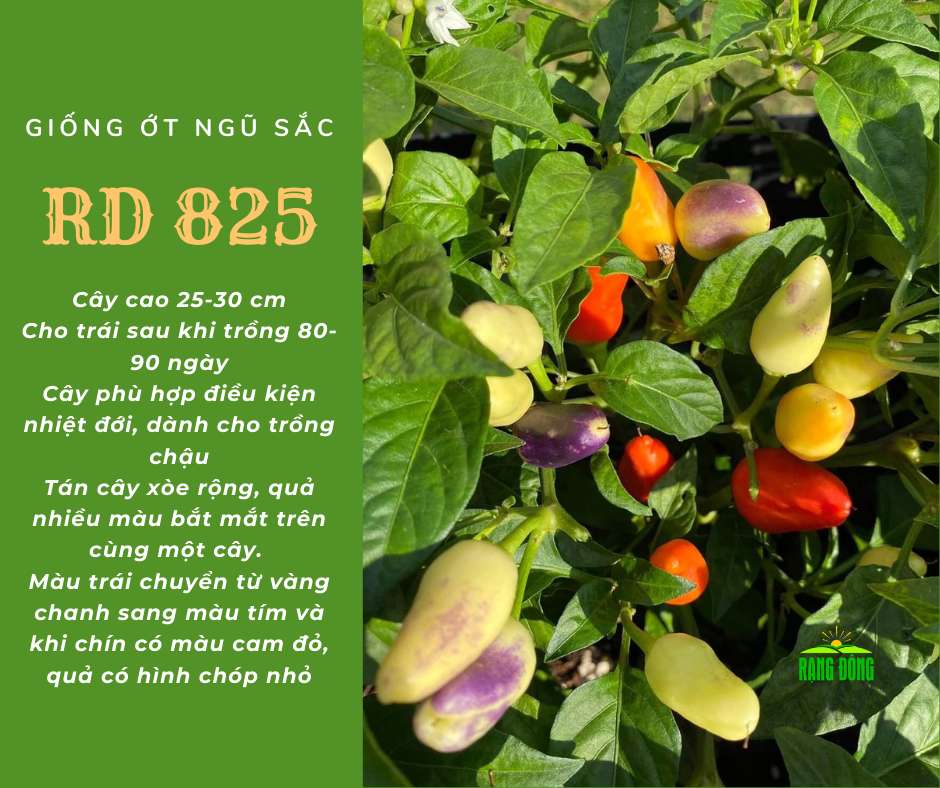 GIỐNG ỚT NGŨ SẮC
RD 825
Cây cao 25-30 cm
Cho trái sau khi trồng 80-
90 ngày
Cây phù hợp điều kiện
nhiệt đới, dành cho trồng
chậu
Tán cây xòe rộng, quả
nhiều màu bắt mắt trên
cùng một cây.
Màu trái chuyển từ vàng
chanh sang màu tím và
khi chín có màu cam đỏ,
quả có hình chóp nhỏ
RẠNG ĐÔNG